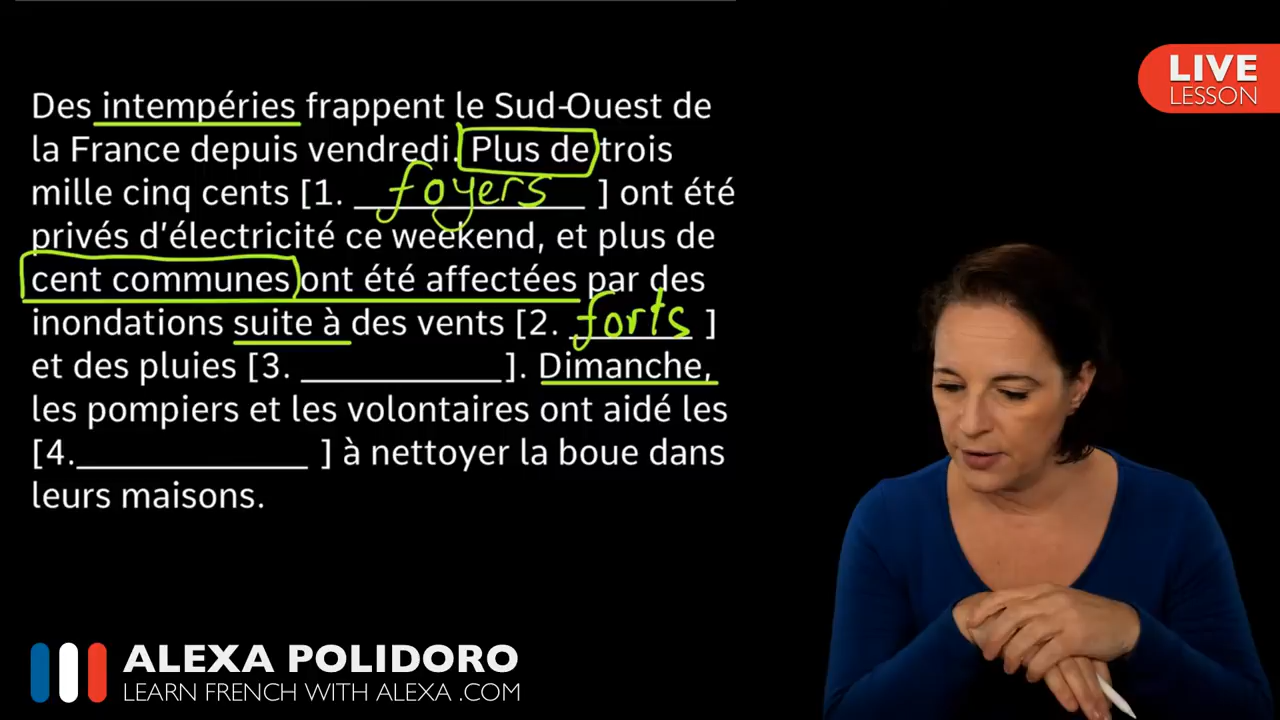 LIVE
LESSON
Des intempéries frappent le Sud-Ouest de
la France depuis vendredi. Plus de trois
mille cinq cents [1. foyers ] ont été
privés d'électricité ce weekend, et plus de
cent communes ont été affectées par des
inondations suite à des vents [2. forts ]
et des pluies [3. ____________]. Dimanche,
les pompiers et les volontaires ont aidé les
[4._____________ ] à nettoyer la boue dans
leurs maisons.
ALEXA POLIDORO
LEARN FRENCH WITH ALEXA .COM